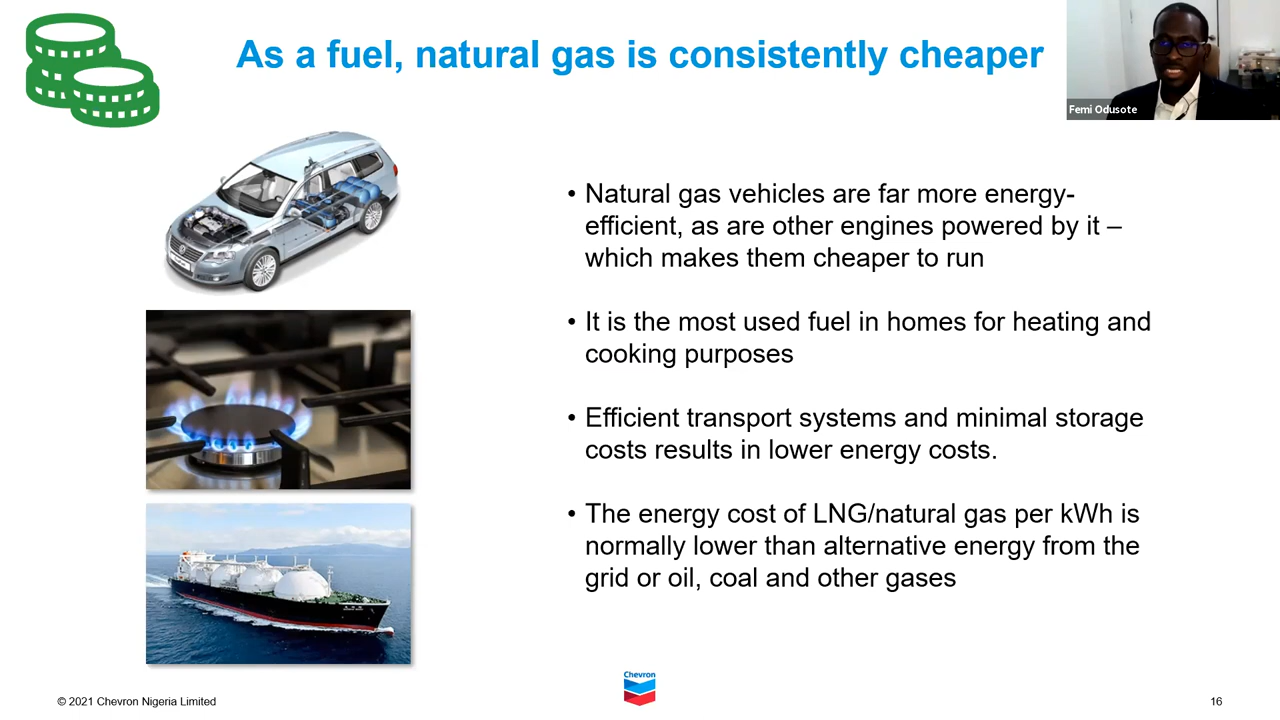 As a fuel, natural gas is consistently cheaper
Femi Odusote
• Natural gas vehicles are far more energy-
efficient, as are other engines powered by it –
which makes them cheaper to run
• It is the most used fuel in homes for heating and
cooking purposes
• Efficient transport systems and minimal storage
costs results in lower energy costs.
• The energy cost of LNG/natural gas per kWh is
normally lower than alternative energy from the
grid or oil, coal and other gases
© 2021 Chevron Nigeria Limited
Chevron
16